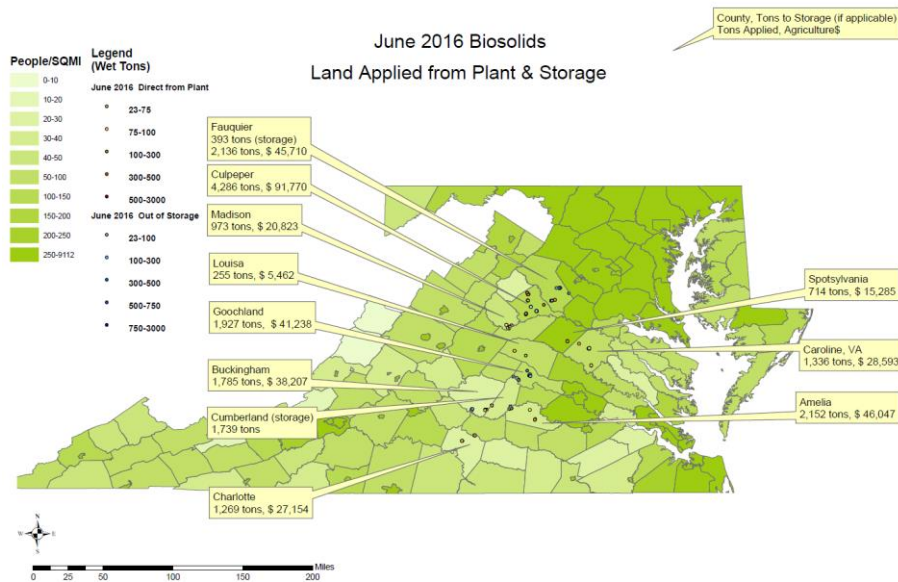 County, Tons to Storage (if applicable)
Tons Applied, Agriculture$
June 2016 Biosolids
Land Applied from Plant & Storage
People/SQMI
0-10
10-20
20-30
30-40
40-50
50-100
100-150
150-200
200-250
250-9112
Legend
(Wet Tons)
June 2016 Direct from Plant
23-75
75-100
100-300
300-500
500-3000
June 2016 Out of Storage
23-100
100-300
300-500
500-750
750-3000
Fauquier
393 tons (storage)
2,136 tons, $ 45,710
Culpeper
4,286 tons, $ 91,770
Madison
973 tons, $ 20,823
Louisa
255 tons, $ 5,462
Goochland
1,927 tons, $ 41,238
Buckingham
1,785 tons, $ 38,207
Cumberland (storage)
1,739 tons
Charlotte
1,269 tons, $ 27,154
Spotsylvania
714 tons, $ 15,285
Caroline, VA
1,336 tons, $ 28,593
Amelia
2,152 tons, $ 46,047
N
W E
S
Miles
0 25 50 100 150 200